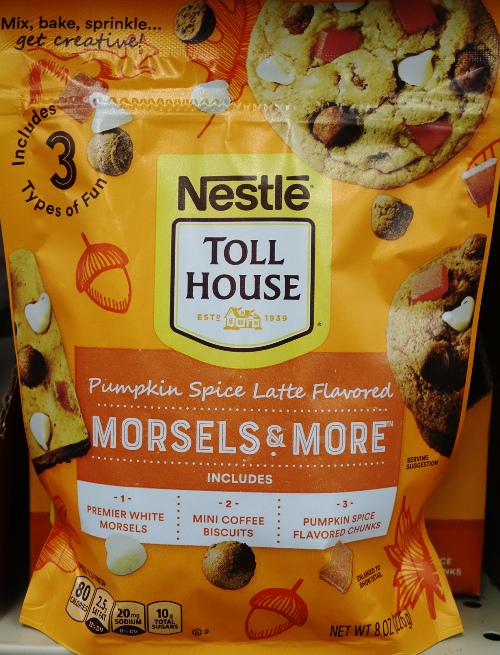 Mix, bake, sprinkle...
get creative!
Includes
3
Types of Fun
Nestlē
TOLL
HOUSE
ESTD 1939
Pumpkin Spice Latte Flavored
MORSELS & MORE™
INCLUDES
-1-
PREMIER WHITE
MORSELS
-2-
MINI COFFEE
BISCUITS
-3-
PUMPKIN SPICE
FLAVORED CHUNKS
SERVING
SUGGESTION
ENLARGED TO
SHOW DETAIL
80
CALORIES
2.5g
SAT FAT
20mg
SODIUM
10g
TOTAL
SUGARS
NET WT 8 OZ (226g)